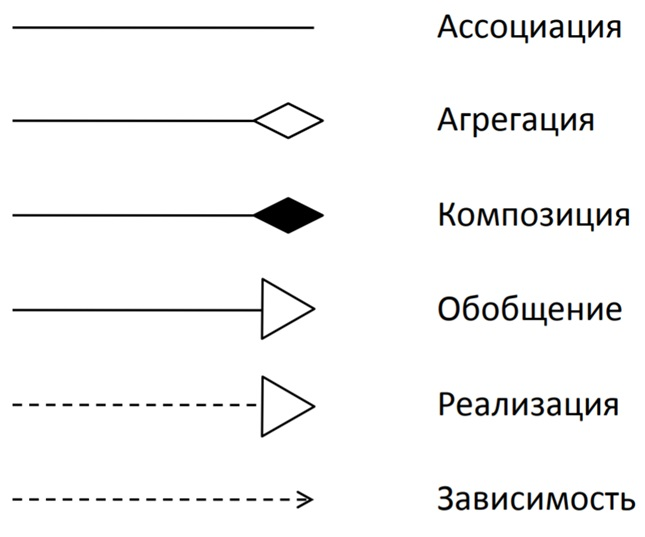 Ассоциация
Агрегация
Композиция
Обобщение
Реализация
Зависимость